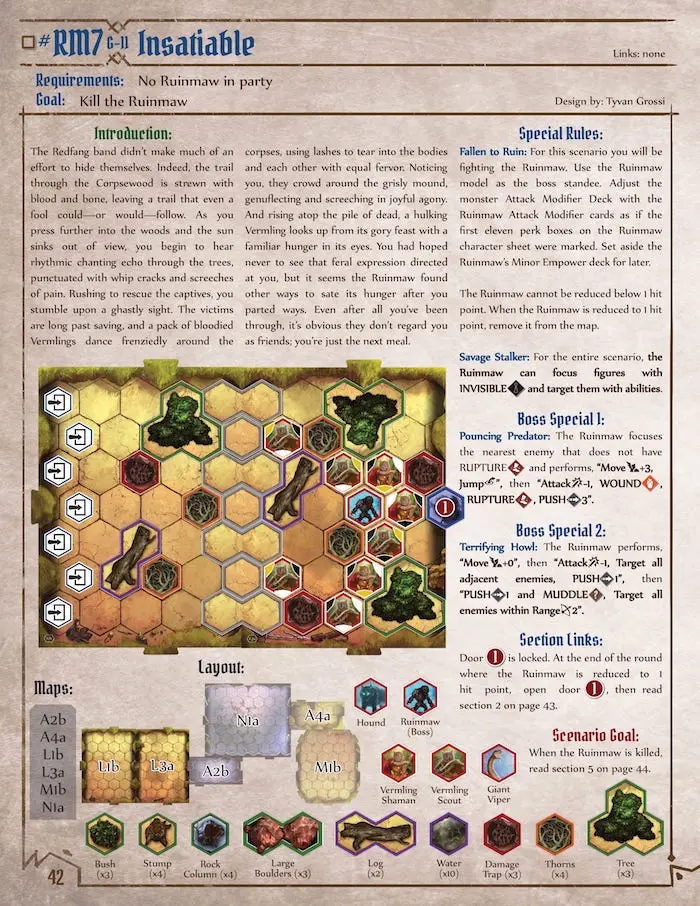 #RM7 G-11 Insatiable
Links: none
Requirements: No Ruinmaw in party
Goal: Kill the Ruinmaw
Design by: Tyvan Grossi
Introduction:
The Redfang band didn't make much of an
effort to hide themselves. Indeed, the trail
through the Corpsewood is strewn with
blood and bone, leaving a trail that even a
fool could—or would—follow. As you
press further into the woods and the sun
sinks out of view, you begin to hear
rhythmic chanting echo through the trees,
punctuated with whip cracks and screeches
of pain. Rushing to rescue the captives, you
stumble upon a ghastly sight. The victims
are long past saving, and a pack of bloodied
Vermlings dance frenziedly around the
corpses, using lashes to tear into the bodies
and each other with equal fervor. Noticing
you, they crowd around the grisly mound,
genuflecting and screeching in joyful agony.
And rising atop the pile of dead, a hulking
Vermling looks up from its gory feast with a
familiar hunger in its eyes. You had hoped
never to see that feral expression directed
at you, but it seems the Ruinmaw found
other ways to sate its hunger after you
parted ways. Even after all you've been
through, it's obvious they don't regard you
as friends; you're just the next meal.
Special Rules:
Fallen to Ruin: For this scenario you will be
fighting the Ruinmaw. Use the Ruinmaw
model as the boss standee. Adjust the
monster Attack Modifier Deck with the
Ruinmaw Attack Modifier cards as if the
first eleven perk boxes on the Ruinmaw
character sheet were marked. Set aside the
Ruinmaw's Minor Empower deck for later.
The Ruinmaw cannot be reduced below 1 hit
point. When the Ruinmaw is reduced to 1 hit
point, remove it from the map.
Savage Stalker: For the entire scenario, the
Ruinmaw can focus figures with
INVISIBLE and target them with abilities.
Boss Special 1:
Pouncing Predator: The Ruinmaw focuses
the nearest enemy that does not have
RUPTURE and performs, "Move +3,
Jump", then "Attack -1, WOUND,
RUPTURE, PUSH 3".
Boss Special 2:
Terrifying Howl: The Ruinmaw performs,
"Move +0", then "Attack -1, Target all
adjacent enemies, PUSH 1", then
"PUSH 1 and MUDDLE, Target all
enemies within Range 2".
Section Links:
Door 1 is locked. At the end of the round
where the Ruinmaw is reduced to 1
hit point, open door 1, then read
section 2 on page 43.
Scenario Goal:
When the Ruinmaw is killed,
read section 5 on page 44.
1
Layout:
Maps:
A2b
A4a
L1b
L3a
M1b
N1a
L1b
L3a
A2b
N1a
A4a
M1b
Hound
Ruinmaw
(Boss)
Vermling
Shaman
Vermling
Scout
Giant
Viper
Bush
(x3)
Stump
(x4)
Rock
Column (x4)
Large
Boulders (x3)
Log
(x2)
Water
(x10)
Damage
Trap (x3)
Thorns
(x4)
Tree
(x3)
42